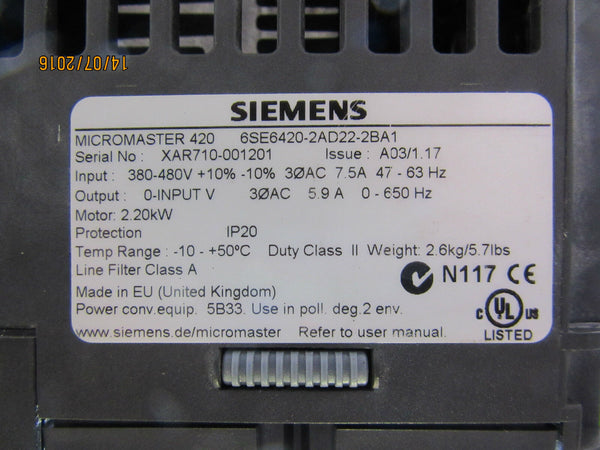 14/07/2016
SIEMENS
MICROMASTER 420 6SE6420-2AD22-2BA1
Serial No : XAR710-001201 Issue : A03/1.17
Input : 380-480V +10% -10% 3ØAC 7.5A 47 - 63 Hz
Output : 0-INPUT V 3ØAC 5.9 A 0 - 650 Hz
Motor: 2.20kW
Protection IP20
Temp Range : -10 - +50ºC Duty Class II Weight: 2.6kg/5.7lbs
Line Filter Class A
N117 CE
Made in EU (United Kingdom)
Power conv.equip. 5B33. Use in poll. deg.2 env.
C UL US
www.siemens.de/micromaster Refer to user manual.
LISTED